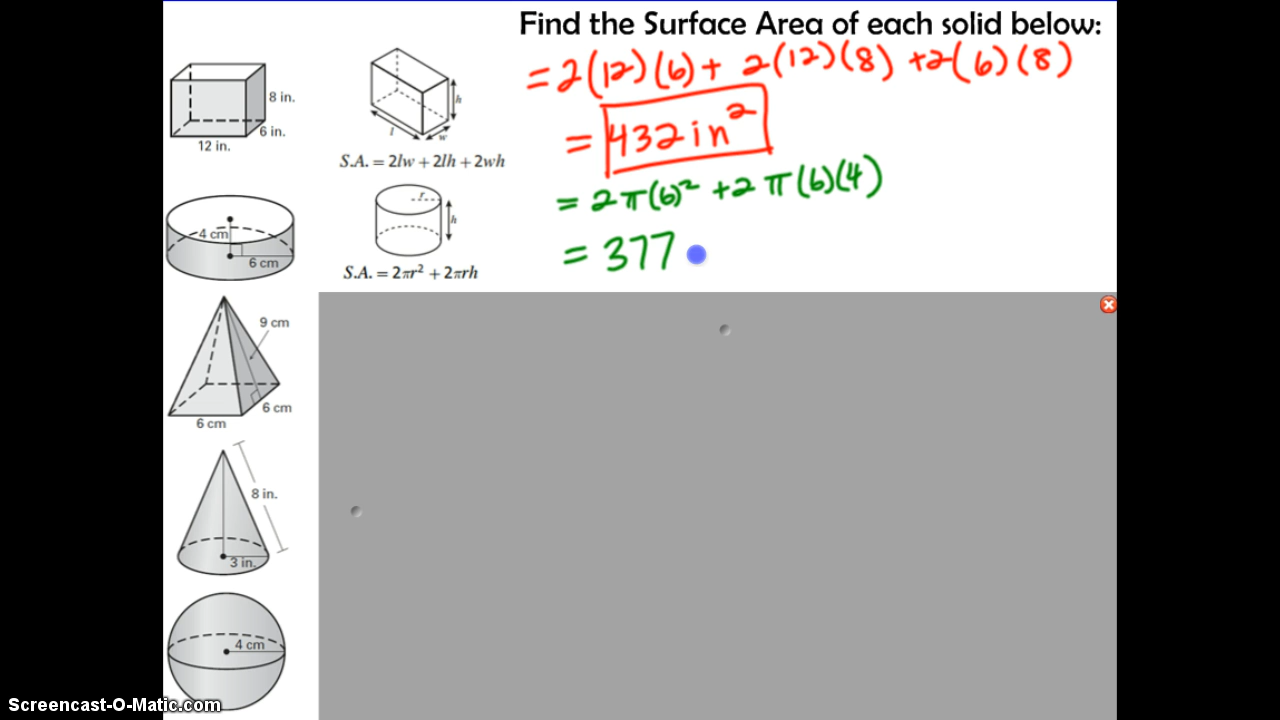 Find the Surface Area of each solid below:
= 2(12)(6) + 2(12)(8) + 2(6)(8)
= 432 in²
8 in.
6 in.
12 in.
h
l
w
S.A. = 2lw + 2lh + 2wh
= 2π(6)² + 2π(6)(4)
= 377
4 cm
6 cm
r
h
S.A. = 2πr² + 2πrh
9 cm
6 cm
6 cm
8 in.
3 in.
4 cm
Screencast-O-Matic.com